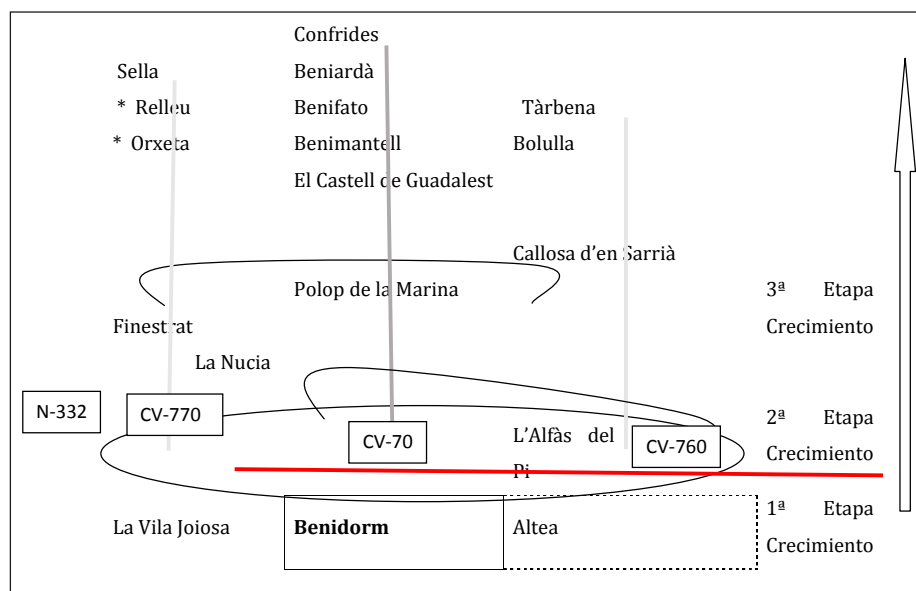 Confrides
Sella Beniardà
* Relleu Benifato Tàrbena
* Orxeta Benimantell Bolulla
El Castell de Guadalest
Callosa d'en Sarrià
Polop de la Marina 3ª Etapa
Finestrat Crecimiento
La Nucia
N-332 CV-770 2ª Etapa
CV-70 L'Alfàs del CV-760 Crecimiento
Pi
1ª Etapa
La Vila Joiosa Benidorm Altea Crecimiento